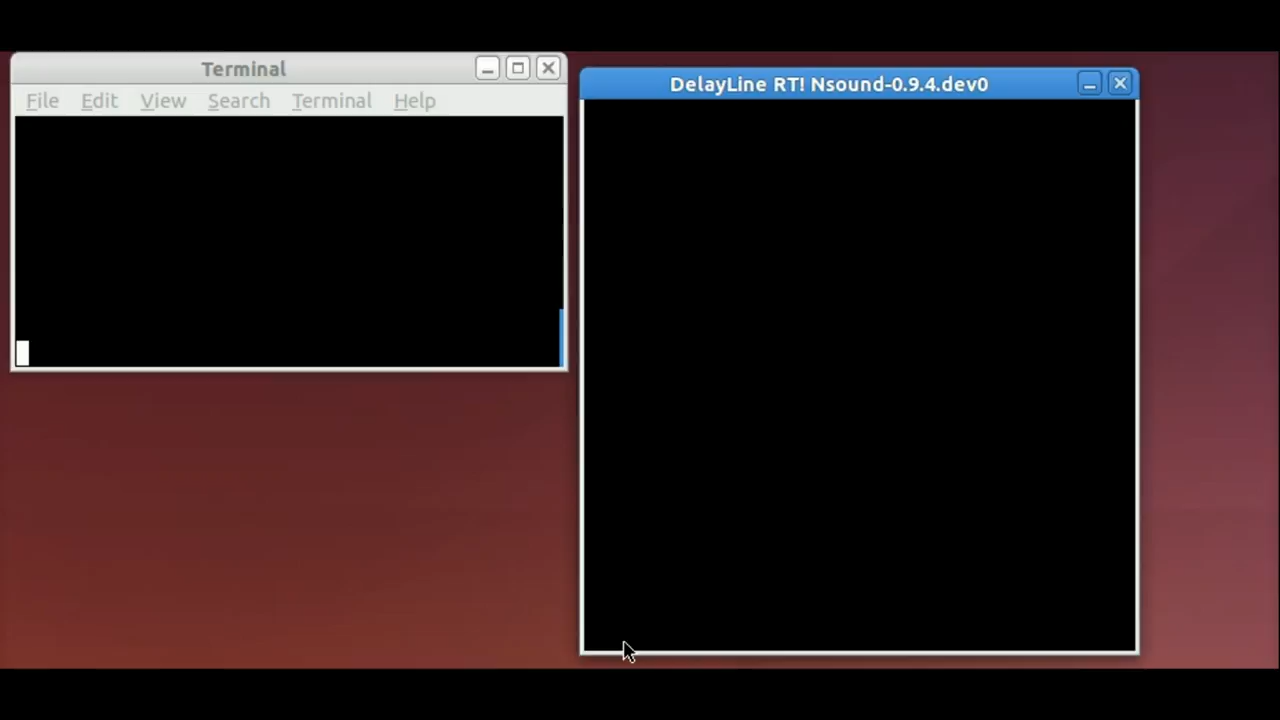 Terminal
File Edit View Search Terminal Help
DelayLine RT! Nsound-0.9.4.dev0